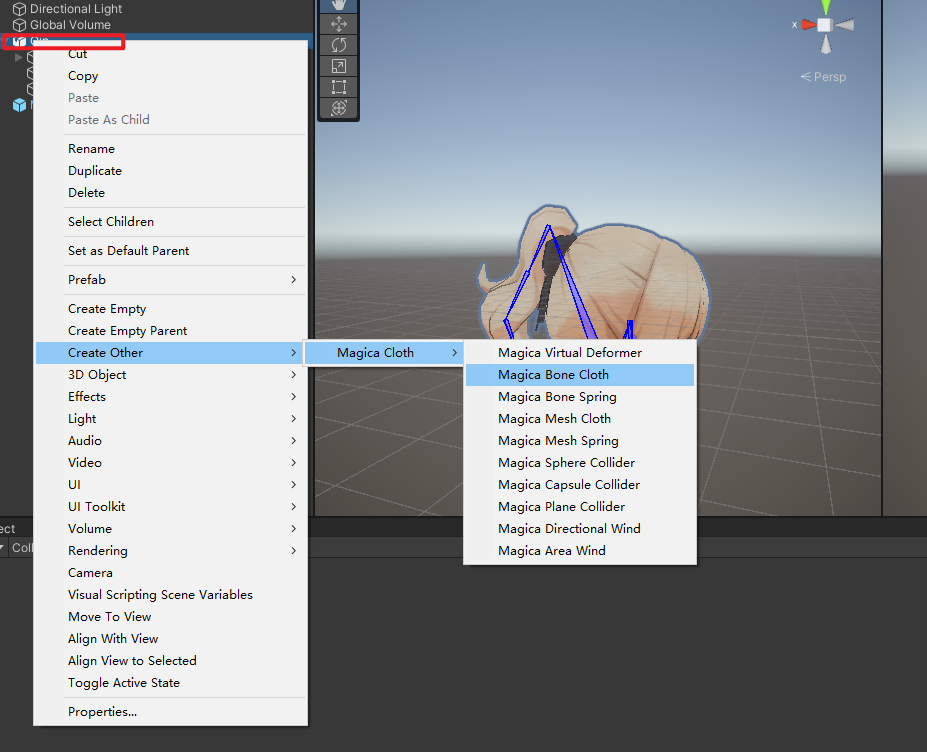 Directional Light
Global Volume
Cut
Copy
Paste
Paste As Child
Rename
Duplicate
Delete
Select Children
Set as Default Parent
Prefab
Create Empty
Create Empty Parent
Create Other
3D Object
Effects
Light
Audio
Video
UI
UI Toolkit
Volume
Rendering
Camera
Visual Scripting Scene Variables
Move To View
Align With View
Align View to Selected
Toggle Active State
Properties...
Magica Cloth
Magica Virtual Deformer
Magica Bone Cloth
Magica Bone Spring
Magica Mesh Cloth
Magica Mesh Spring
Magica Sphere Collider
Magica Capsule Collider
Magica Plane Collider
Magica Directional Wind
Magica Area Wind
x
Persp
ect
Coll